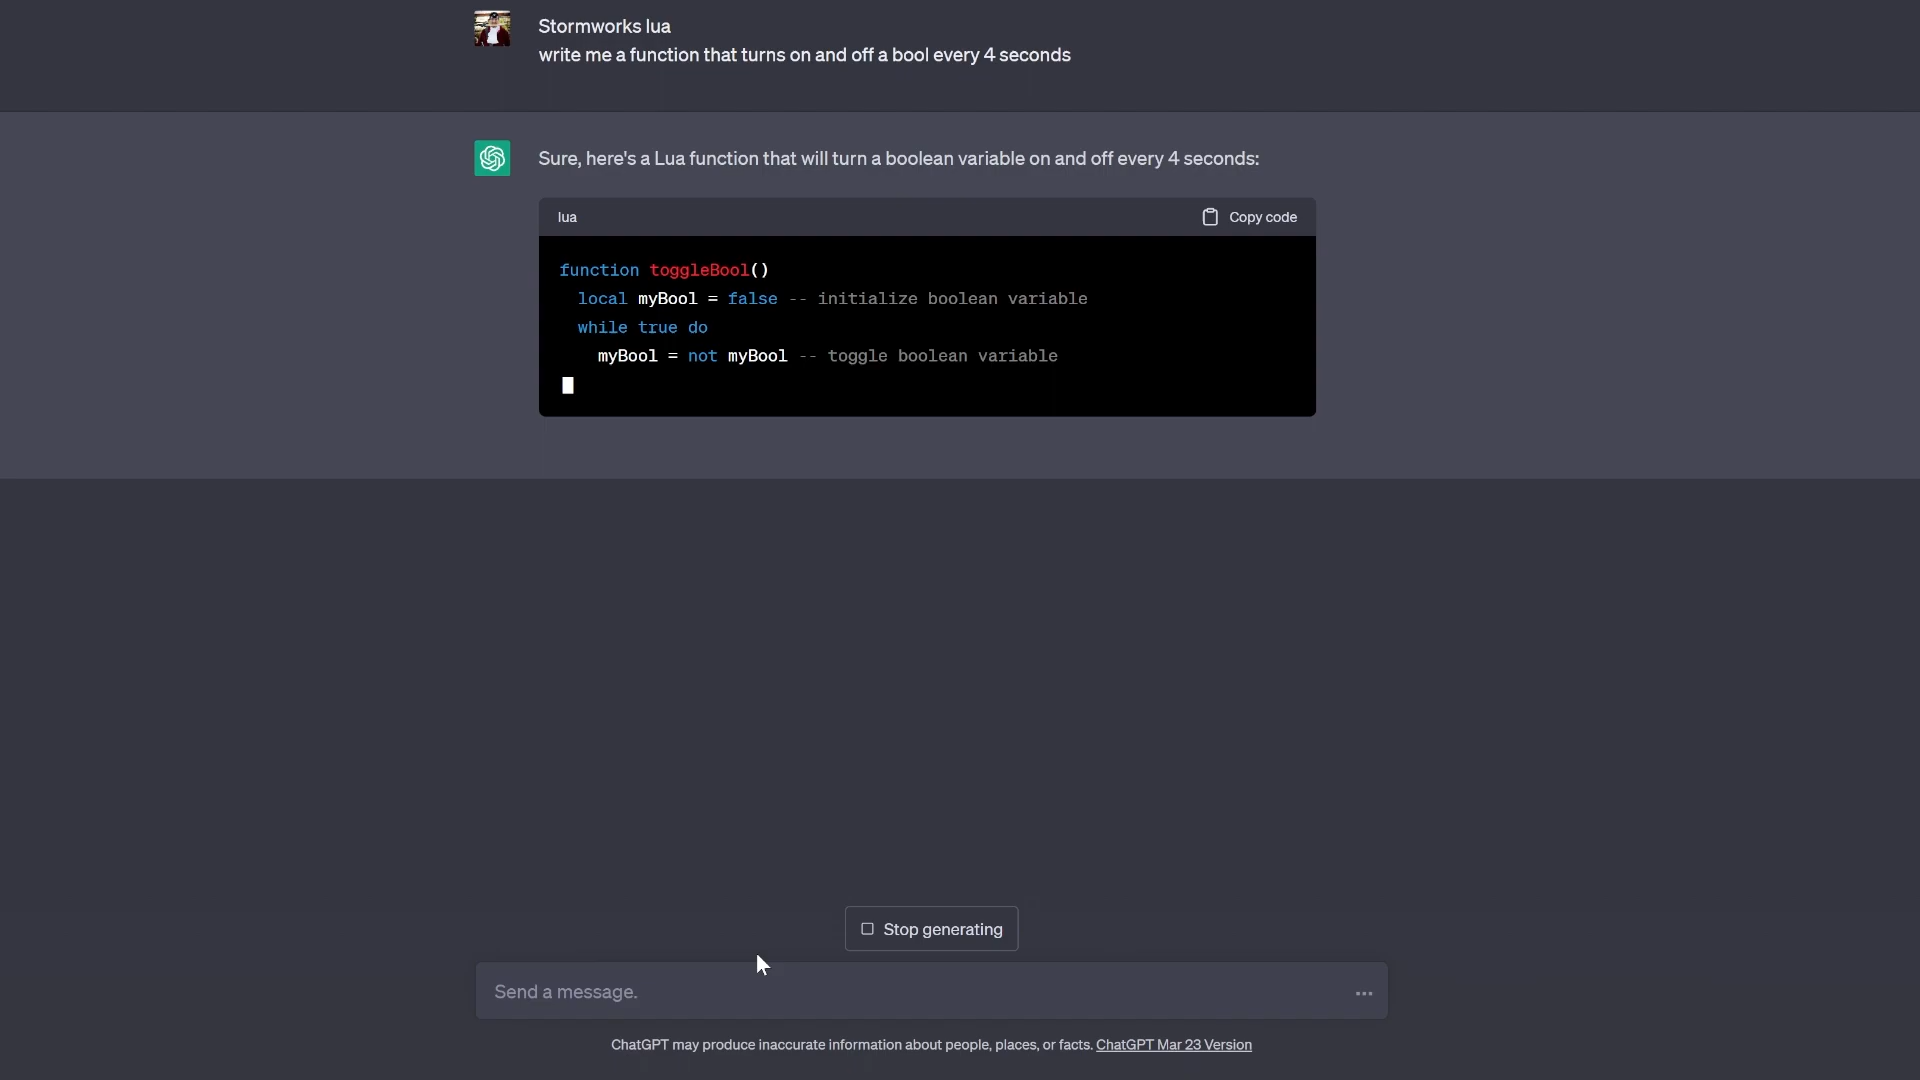 Stormworks lua
write me a function that turns on and off a bool every 4 seconds
Sure, here's a Lua function that will turn a boolean variable on and off every 4 seconds:
lua
Copy code
function toggleBool()
  local myBool = false -- initialize boolean variable
  while true do
    myBool = not myBool -- toggle boolean variable
Stop generating
Send a message.
ChatGPT may produce inaccurate information about people, places, or facts. ChatGPT Mar 23 Version